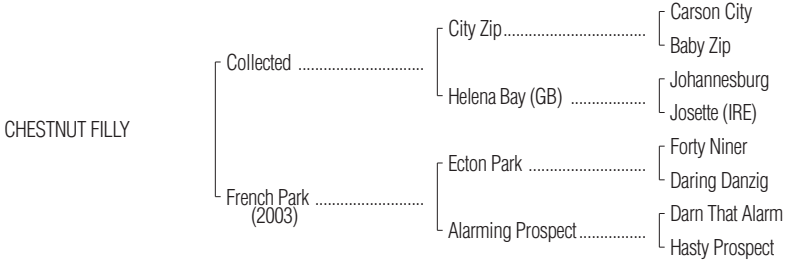 Carson City
City Zip
Baby Zip
Collected
Johannesburg
Helena Bay (GB)
Josette (IRE)
CHESTNUT FILLY
Forty Niner
Ecton Park
Daring Danzig
French Park
(2003)
Darn That Alarm
Alarming Prospect
Hasty Prospect